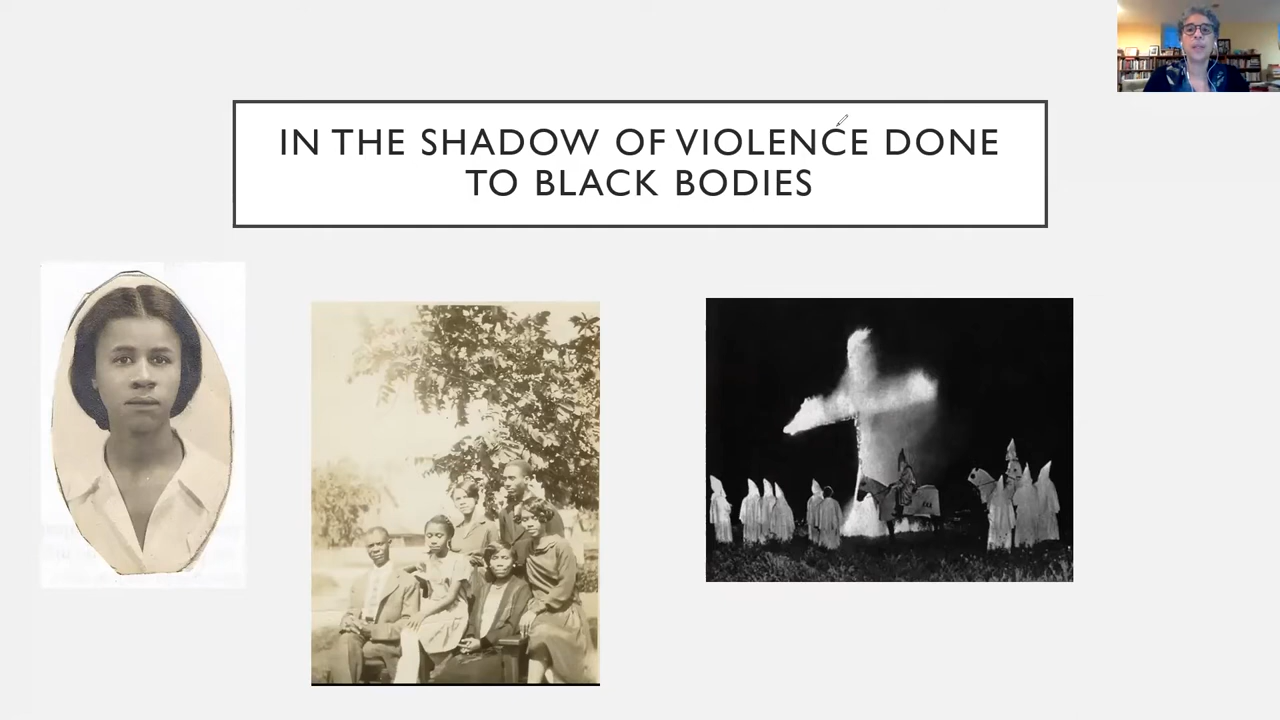 IN THE SHADOW OF VIOLENCE DONE
TO BLACK BODIES